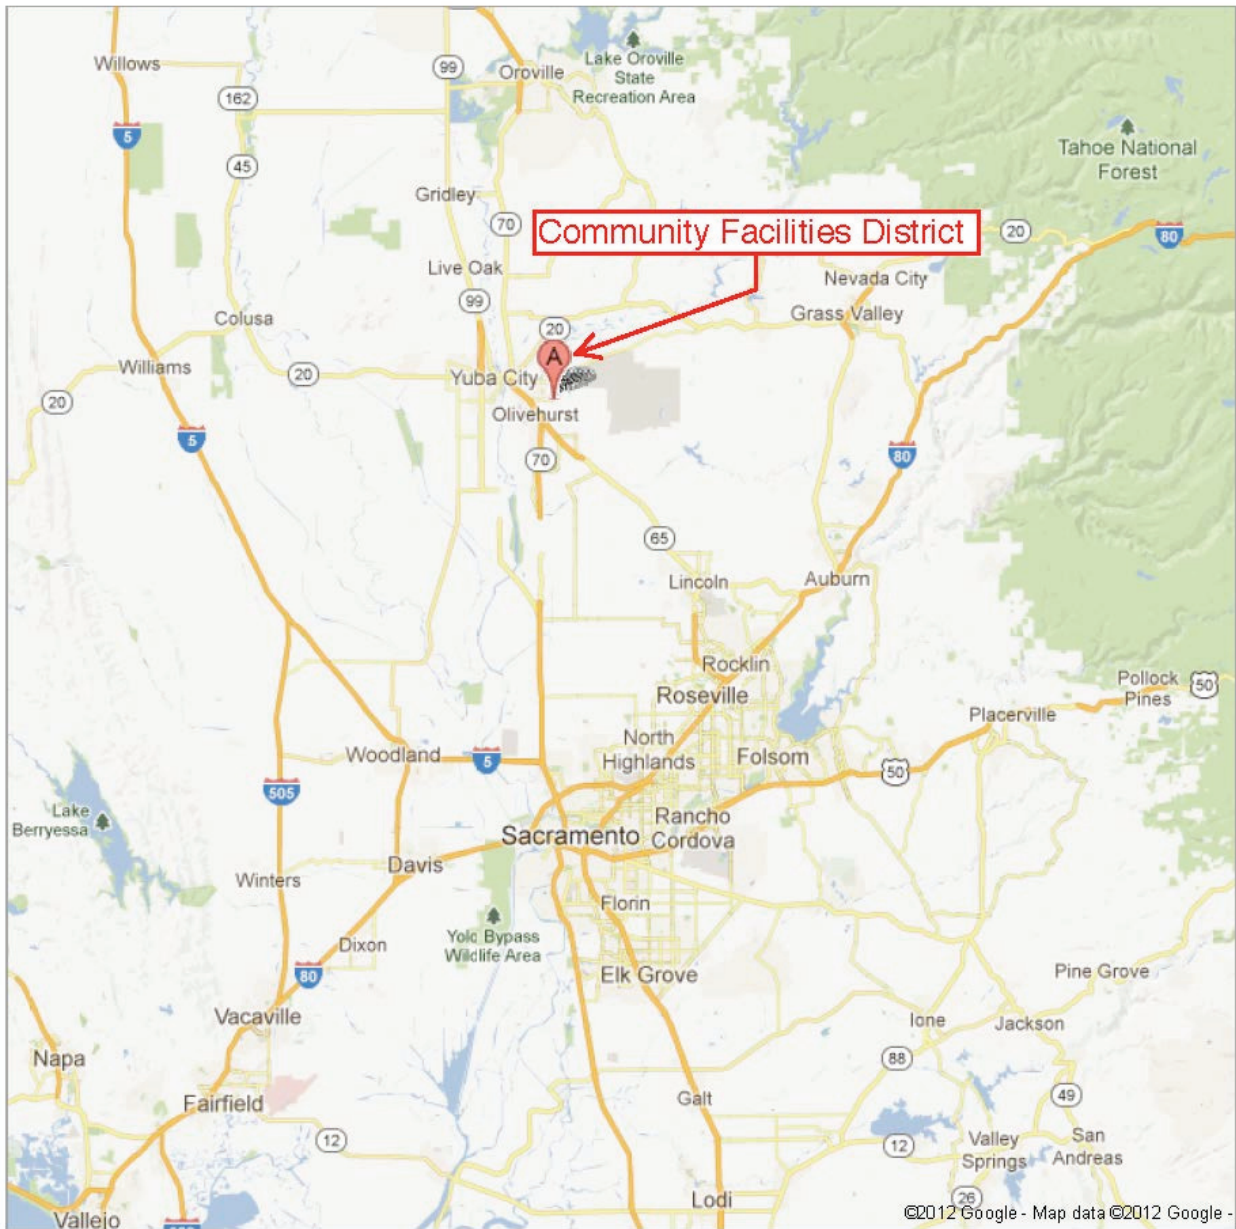 Willows
99
Oroville
Lake Oroville
State
Recreation Area
162
5
Tahoe National
Forest
45
Gridley
70
Community Facilities District
20
80
Live Oak
Nevada City
99
Grass Valley
Colusa
20
Williams
20
A
Yuba City
20
Olivehurst
5
70
80
65
Lincoln
Auburn
Rocklin
Roseville
Pollock
Pines
50
Placerville
North
Highlands
Woodland
5
Folsom
50
505
Lake
Berryessa
Rancho
Cordova
Sacramento
Davis
Winters
Florin
Yolo Bypass
Wildlife Area
Dixon
80
Elk Grove
Pine Grove
Vacaville
Ione
Jackson
Napa
88
Fairfield
Galt
49
12
12
Valley
Springs
San
Andreas
Lodi
26
Vallejo
©2012 Google - Map data ©2012 Google -